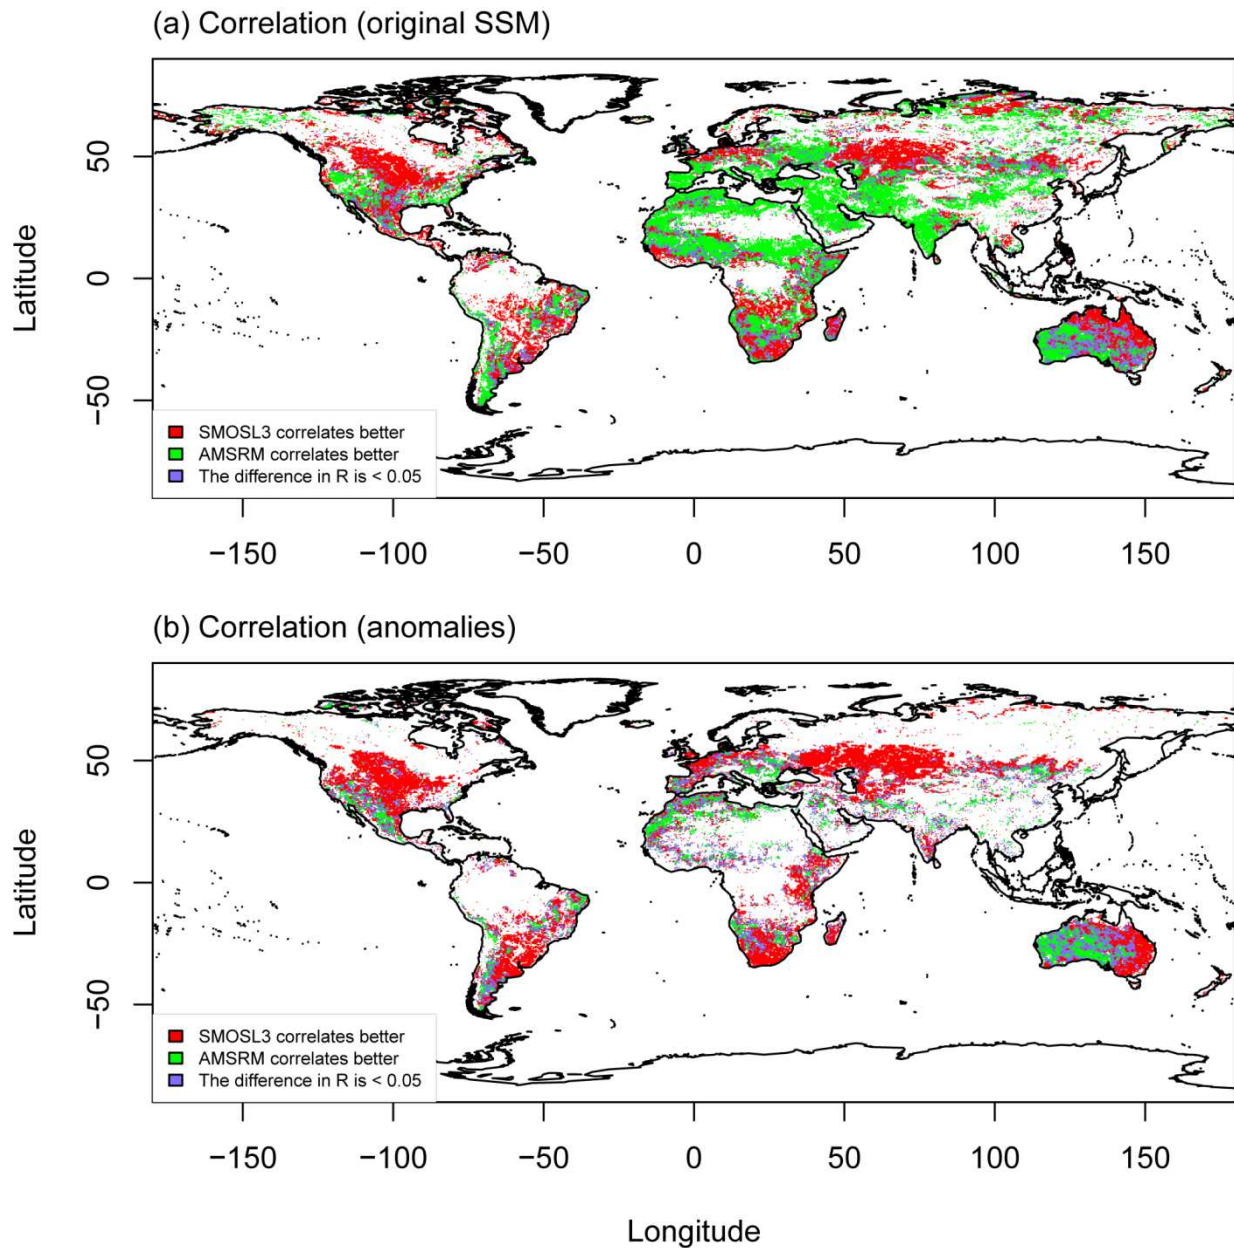 (a) Correlation (original SSM)
Latitude
50
0
−50
SMOSL3 correlates better
AMSRM correlates better
The difference in R is < 0.05
−150 −100 −50 0 50 100 150
(b) Correlation (anomalies)
Latitude
50
0
−50
SMOSL3 correlates better
AMSRM correlates better
The difference in R is < 0.05
−150 −100 −50 0 50 100 150
Longitude